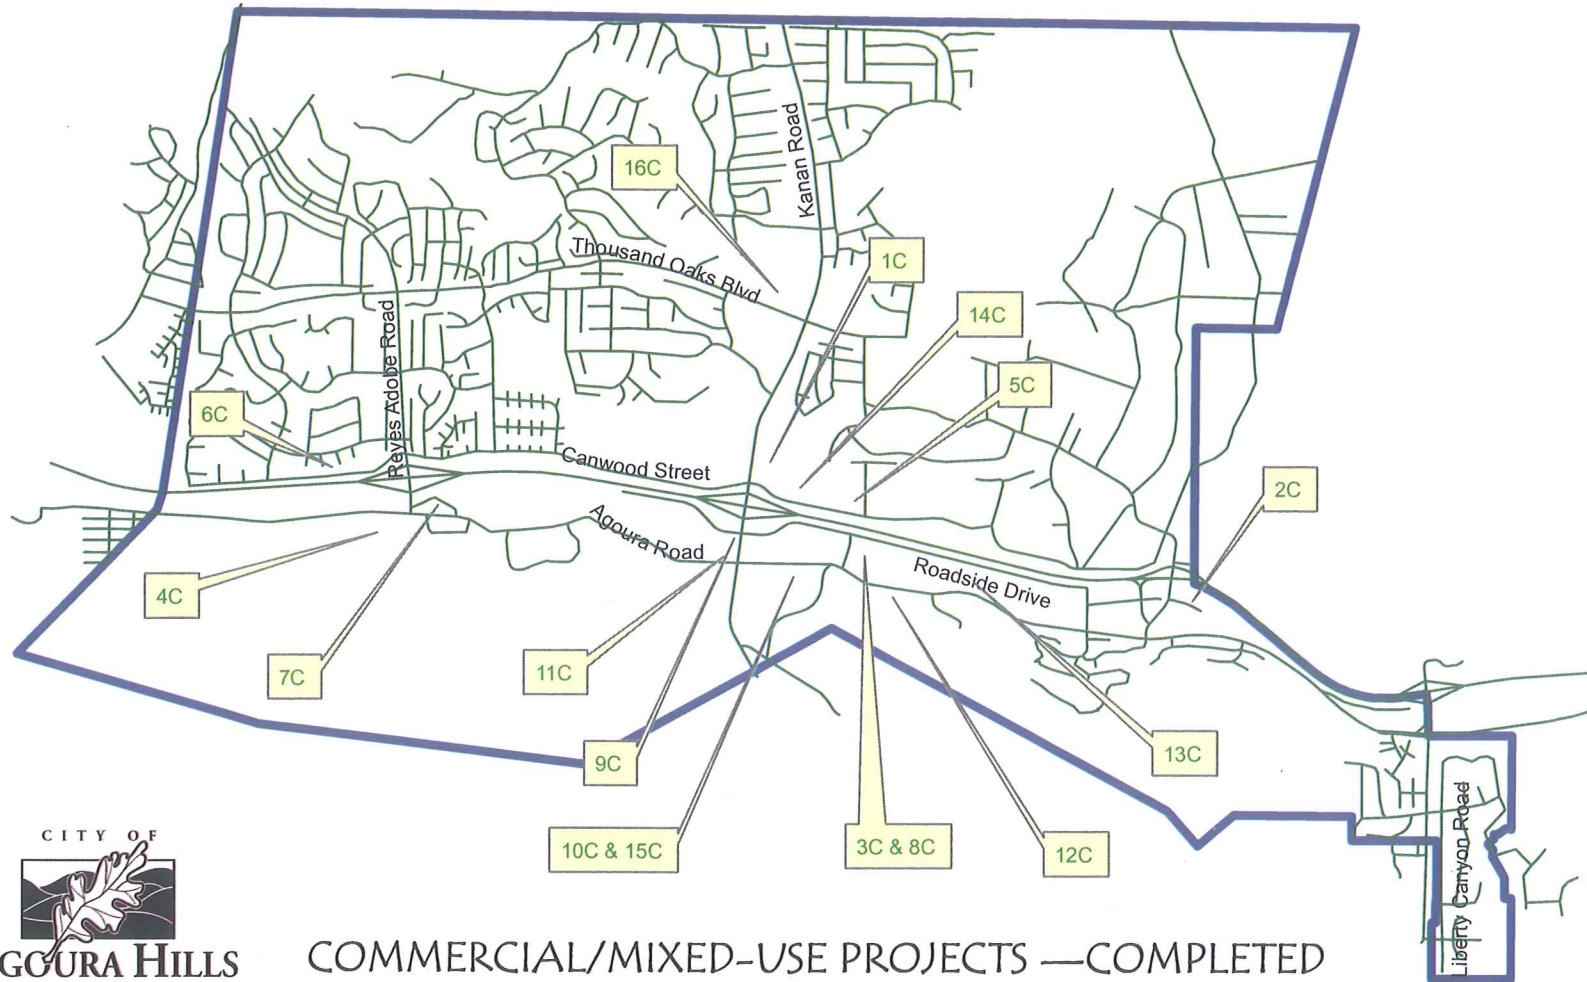 Kanan Road
16C
1C
Thousand Oaks Blvd
14C
Reyes Adobe Road
5C
6C
Canwood Street
2C
Agoura Road
4C
Roadside Drive
7C
11C
9C
13C
10C & 15C
3C & 8C
12C
Liberty Canyon Road
CITY OF
GOURA HILLS
COMMERCIAL/MIXED-USE PROJECTS —COMPLETED